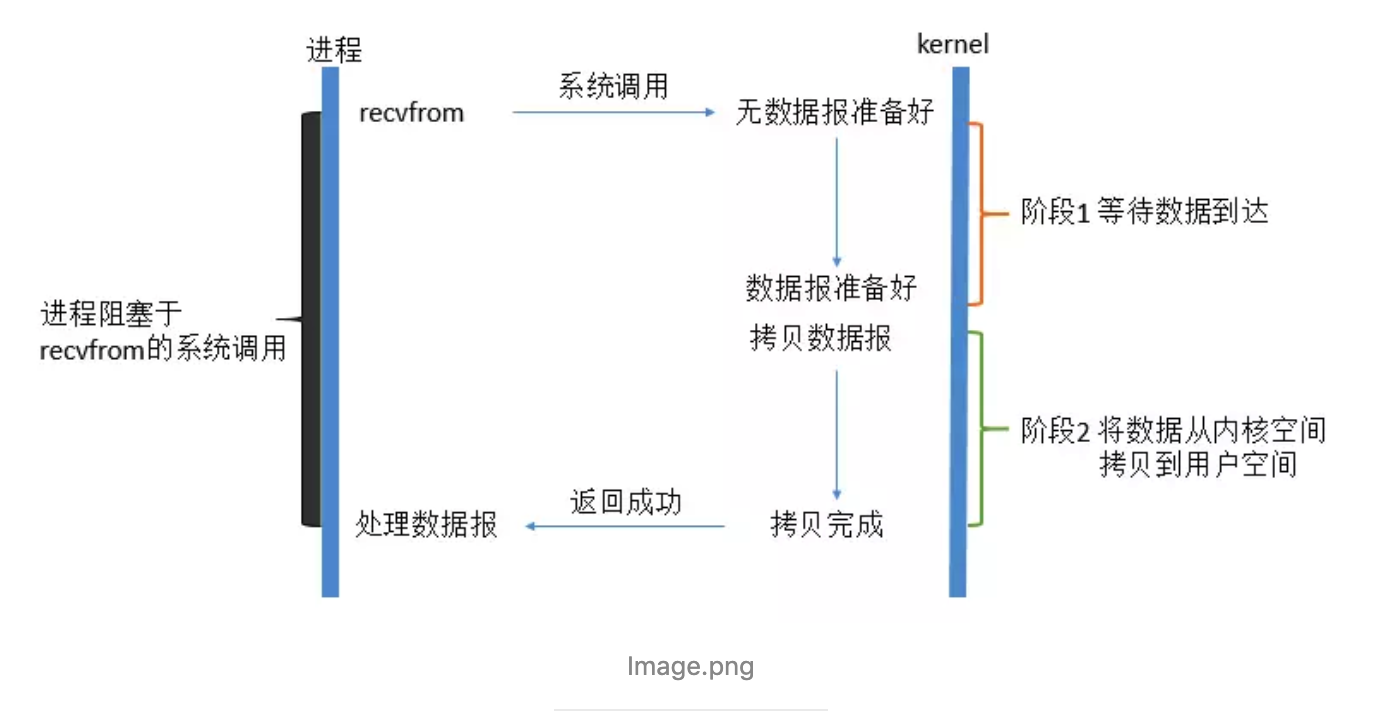 进程
kernel
系统调用
recvfrom
无数据报准备好
阶段1 等待数据到达
数据报准备好
进程阻塞于
recvfrom的系统调用
拷贝数据报
阶段2 将数据从内核空间
拷贝到用户空间
返回成功
处理数据报
拷贝完成
Image.png